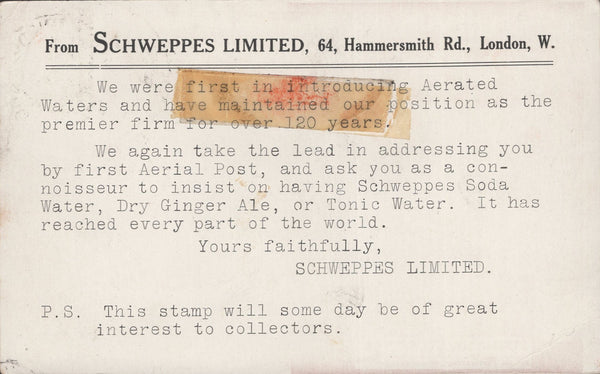 From SCHWEPPES LIMITED, 64, Hammersmith Rd., London, W.
We were first in introducing Aerated
Waters and have maintained our position as the
premier firm for over 120 years.
We again take the lead in addressing you
by first Aerial Post, and ask you as a con-
noisseur to insist on having Schweppes Soda
Water, Dry Ginger Ale, or Tonic Water. It has
reached every part of the world.
Yours faithfully,
SCHWEPPES LIMITED.
P.S. This stamp will some day be of great
interest to collectors.